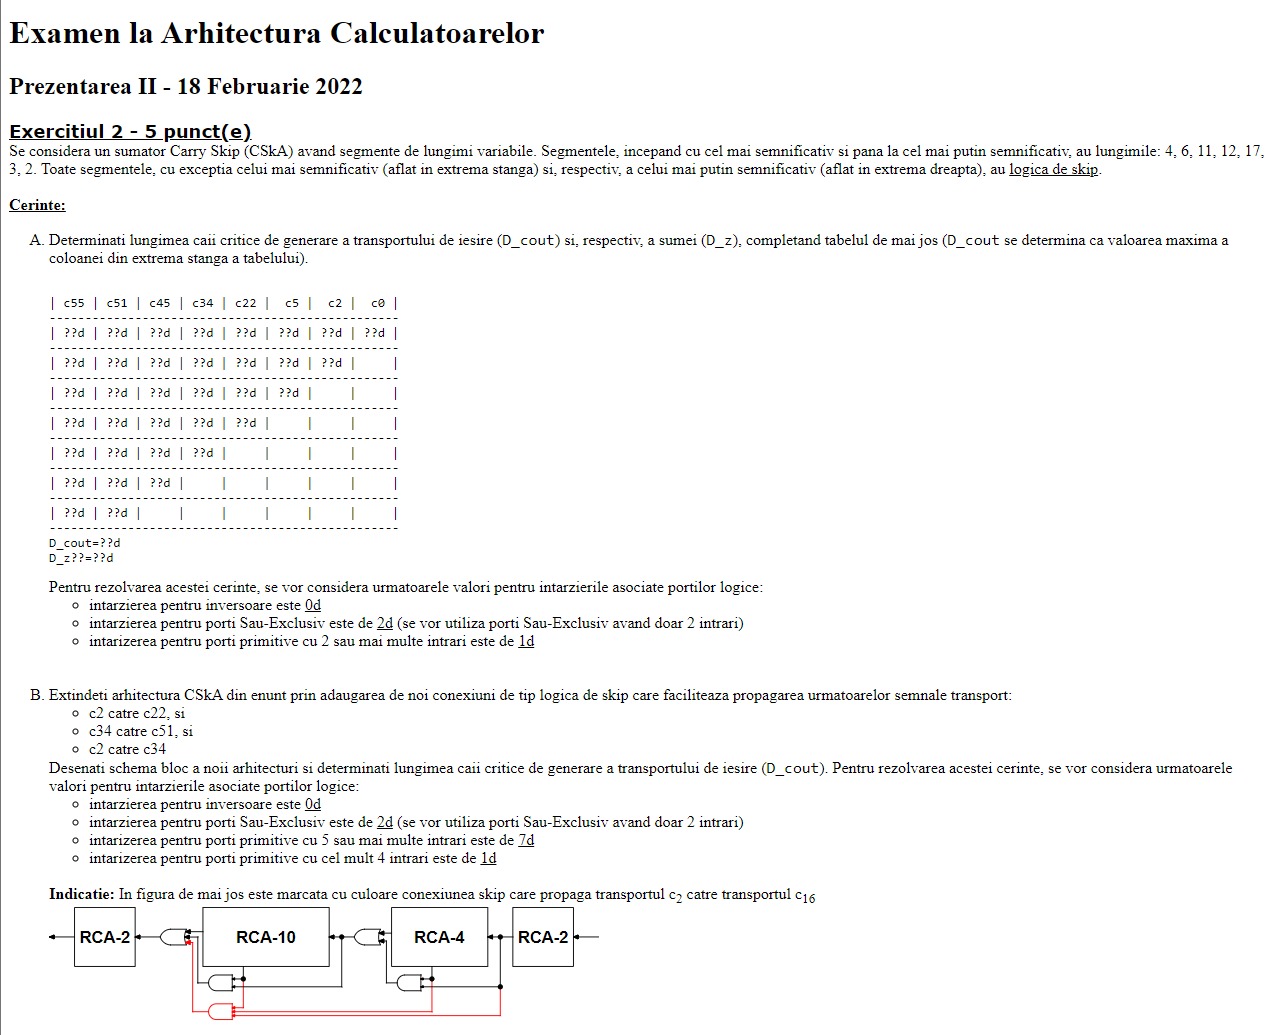 Examen la Arhitectura Calculatoarelor
Prezentarea II - 18 Februarie 2022
Exercitiul 2 - 5 punct(e)
Se considera un sumator Carry Skip (CSkA) avand segmente de lungimi variabile. Segmentele, incepand cu cel mai semnificativ si pana la cel mai putin semnificativ, au lungimile: 4, 6, 11, 12, 17,
3, 2. Toate segmentele, cu exceptia celui mai semnificativ (aflat in extrema stanga) si, respectiv, a celui mai putin semnificativ (aflat in extrema dreapta), au logica de skip.
Cerinte:
A. Determinati lungimea caii critice de generare a transportului de iesire (D_cout) si, respectiv, a sumei (D_z), completand tabelul de mai jos (D_cout se determina ca valoarea maxima a
coloanei din extrema stanga a tabelului).
| c55 | c51 | c45 | c34 | c22 | c5 | c2 | c0 |
-------------------------------------------------
| ??d | ??d | ??d | ??d | ??d | ??d | ??d | ??d |
-------------------------------------------------
| ??d | ??d | ??d | ??d | ??d | ??d | ??d | |
-------------------------------------------------
| ??d | ??d | ??d | ??d | ??d | ??d | | |
-------------------------------------------------
| ??d | ??d | ??d | ??d | ??d | | | |
-------------------------------------------------
| ??d | ??d | ??d | ??d | | | | |
-------------------------------------------------
| ??d | ??d | ??d | | | | | |
-------------------------------------------------
| ??d | ??d | | | | | | |
-------------------------------------------------
D_cout=??d
D_z??=??d
Pentru rezolvarea acestei cerinte, se vor considera urmatoarele valori pentru intarzierile asociate portilor logice:
intarzierea pentru inversoare este 0d
intarzierea pentru porti Sau-Exclusiv este de 2d (se vor utiliza porti Sau-Exclusiv avand doar 2 intrari)
intarizerea pentru porti primitive cu 2 sau mai multe intrari este de 1d
B. Extindeti arhitectura CSkA din enunt prin adaugarea de noi conexiuni de tip logica de skip care faciliteaza propagarea urmatoarelor semnale transport:
c2 catre c22, si
c34 catre c51, si
c2 catre c34
Desenati schema bloc a noii arhitecturi si determinati lungimea caii critice de generare a transportului de iesire (D_cout). Pentru rezolvarea acestei cerinte, se vor considera urmatoarele
valori pentru intarzierile asociate portilor logice:
intarzierea pentru inversoare este 0d
intarzierea pentru porti Sau-Exclusiv este de 2d (se vor utiliza porti Sau-Exclusiv avand doar 2 intrari)
intarizerea pentru porti primitive cu 5 sau mai multe intrari este de 7d
intarizerea pentru porti primitive cu cel mult 4 intrari este de 1d
Indicatie: In figura de mai jos este marcata cu culoare conexiunea skip care propaga transportul c2 catre transportul c16
RCA-2 RCA-10 RCA-4 RCA-2